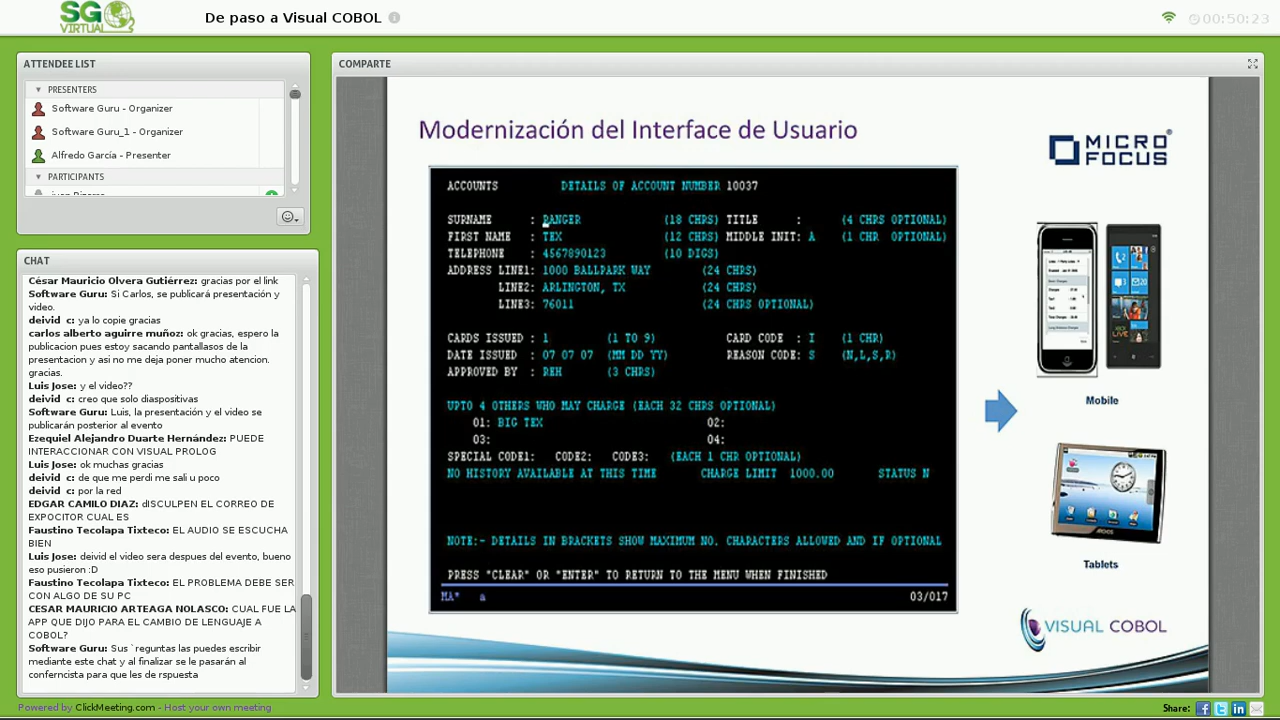 SG
VIRTUAL
De paso a Visual COBOL
00:50:23
ATTENDEE LIST
PRESENTERS
Software Guru - Organizer
Software Guru_1 - Organizer
Alfredo García - Presenter
PARTICIPANTS
CHAT
César Mauricio Olvera Gutiérrez: gracias por el link
Software Guru: Si Carlos, se publicará presentación y
video.
deivid c: ya lo copie gracias
carlos alberto aguirre muñoz: ok gracias, espero la
publicacion pues estoy sacando pantallasos de la
presentacion y asi no me deja poner mucho atencion.
gracias.
Luis Jose: y el video??
deivid c: creo que solo diaspositivas
Software Guru: Luis, la presentación y el video se
publicarán posterior al evento
Ezequiel Alejandro Duarte Hernández: PUEDE
INTERACCIONAR CON VISUAL PROLOG
Luis Jose: ok muchas gracias
deivid c: de que me perdi me sali u poco
deivid c: por la red
EDGAR CAMILO DIAZ: dISCULPEN EL CORREO DE
EXPOCITOR CUAL ES
Faustino Tecolapa Tixteco: EL AUDIO SE ESCUCHA
BIEN
Luis Jose: deivid el video sera despues del evento, bueno
eso pusieron :D
Faustino Tecolapa Tixteco: EL PROBLEMA DEBE SER
CON ALGO DE SU PC
CESAR MAURICIO ARTEAGA NOLASCO: CUAL FUE LA
APP QUE DIJO PARA EL CAMBIO DE LENGUAJE A
COBOL?
Software Guru: Sus`reguntas las puedes escribir
mediante este chat y al finalizar se le pasarán al
conferncista para que les de rspuesta
COMPARTE
Modernización del Interface de Usuario
MICRO
FOCUS
ACCOUNTS DETAILS OF ACCOUNT NUMBER 10037
SURNAME : RANGER (18 CHRS) TITLE : (4 CHRS OPTIONAL)
FIRST NAME : TEX (12 CHRS) MIDDLE INIT: A (1 CHR OPTIONAL)
TELEPHONE : 4567890123 (10 DIGS)
ADDRESS LINE1: 1000 BALLPARK WAY (24 CHRS)
LINE2: ARLINGTON, TX (24 CHRS)
LINE3: 76011 (24 CHRS OPTIONAL)
CARDS ISSUED : 1 (1 TO 9) CARD CODE : I (1 CHR)
DATE ISSUED : 07 07 07 (MM DD YY) REASON CODE: S (N,L,S,R)
APPROVED BY : REH (3 CHRS)
UPTO 4 OTHERS WHO MAY CHARGE (EACH 32 CHRS OPTIONAL)
01: BIG TEX 02:
03: 04:
SPECIAL CODE1: CODE2: CODE3: (EACH 1 CHR OPTIONAL)
NO HISTORY AVAILABLE AT THIS TIME CHARGE LIMIT 1000.00 STATUS N
NOTE:- DETAILS IN BRACKETS SHOW MAXIMUM NO. CHARACTERS ALLOWED AND IF OPTIONAL
PRESS "CLEAR" OR "ENTER" TO RETURN TO THE MENU WHEN FINISHED
MA* a 03/017
Mobile
Tablets
VISUAL COBOL
Powered by ClickMeeting.com - Host your own meeting
Share: